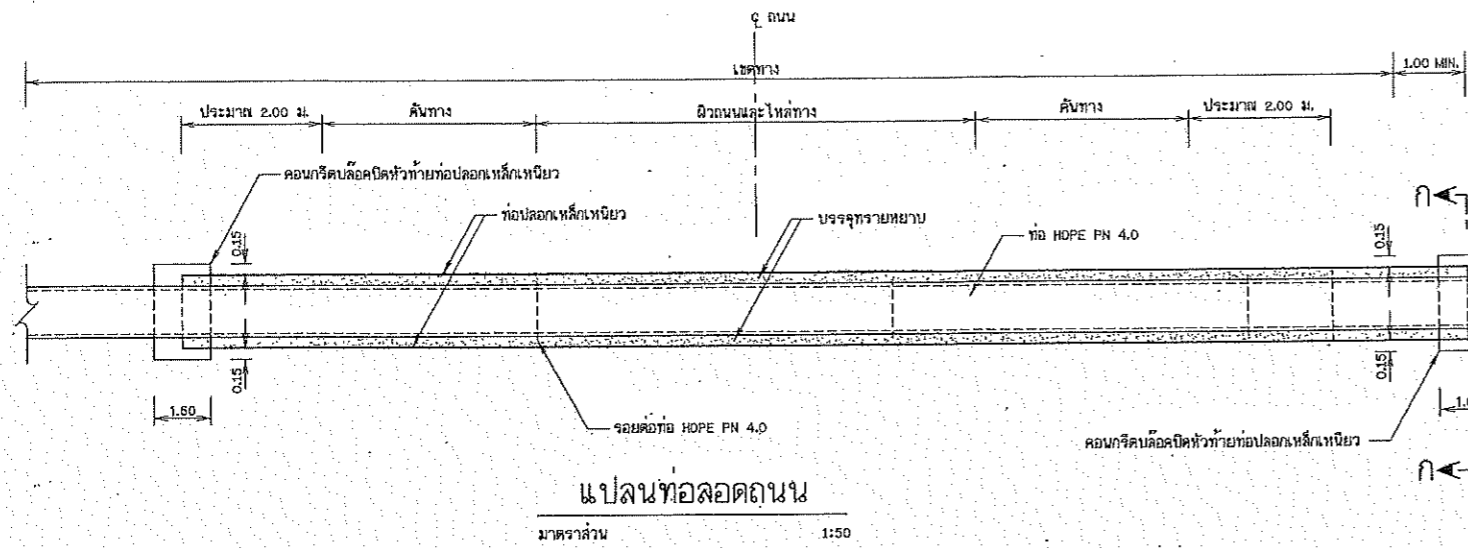 ℄ ถนน
เขตทาง
1.00 MIN.
ประมาณ 2.00 ม.
คันทาง
ผิวถนนและไหล่ทาง
คันทาง
ประมาณ 2.00 ม.
คอนกรีตบล๊อคปิดหัวท้ายท่อปลอกเหล็กเหนียว
ก
ท่อปลอกเหล็กเหนียว
บรรจุทรายหยาบ
ท่อ HDPE PN 4.0
0.15
0.15
0.15
0.15
1.60
รอยต่อท่อ HDPE PN 4.0
คอนกรีตบล๊อคปิดหัวท้ายท่อปลอกเหล็กเหนียว
ก
แปลนท่อลอดถนน
มาตราส่วน 1:50